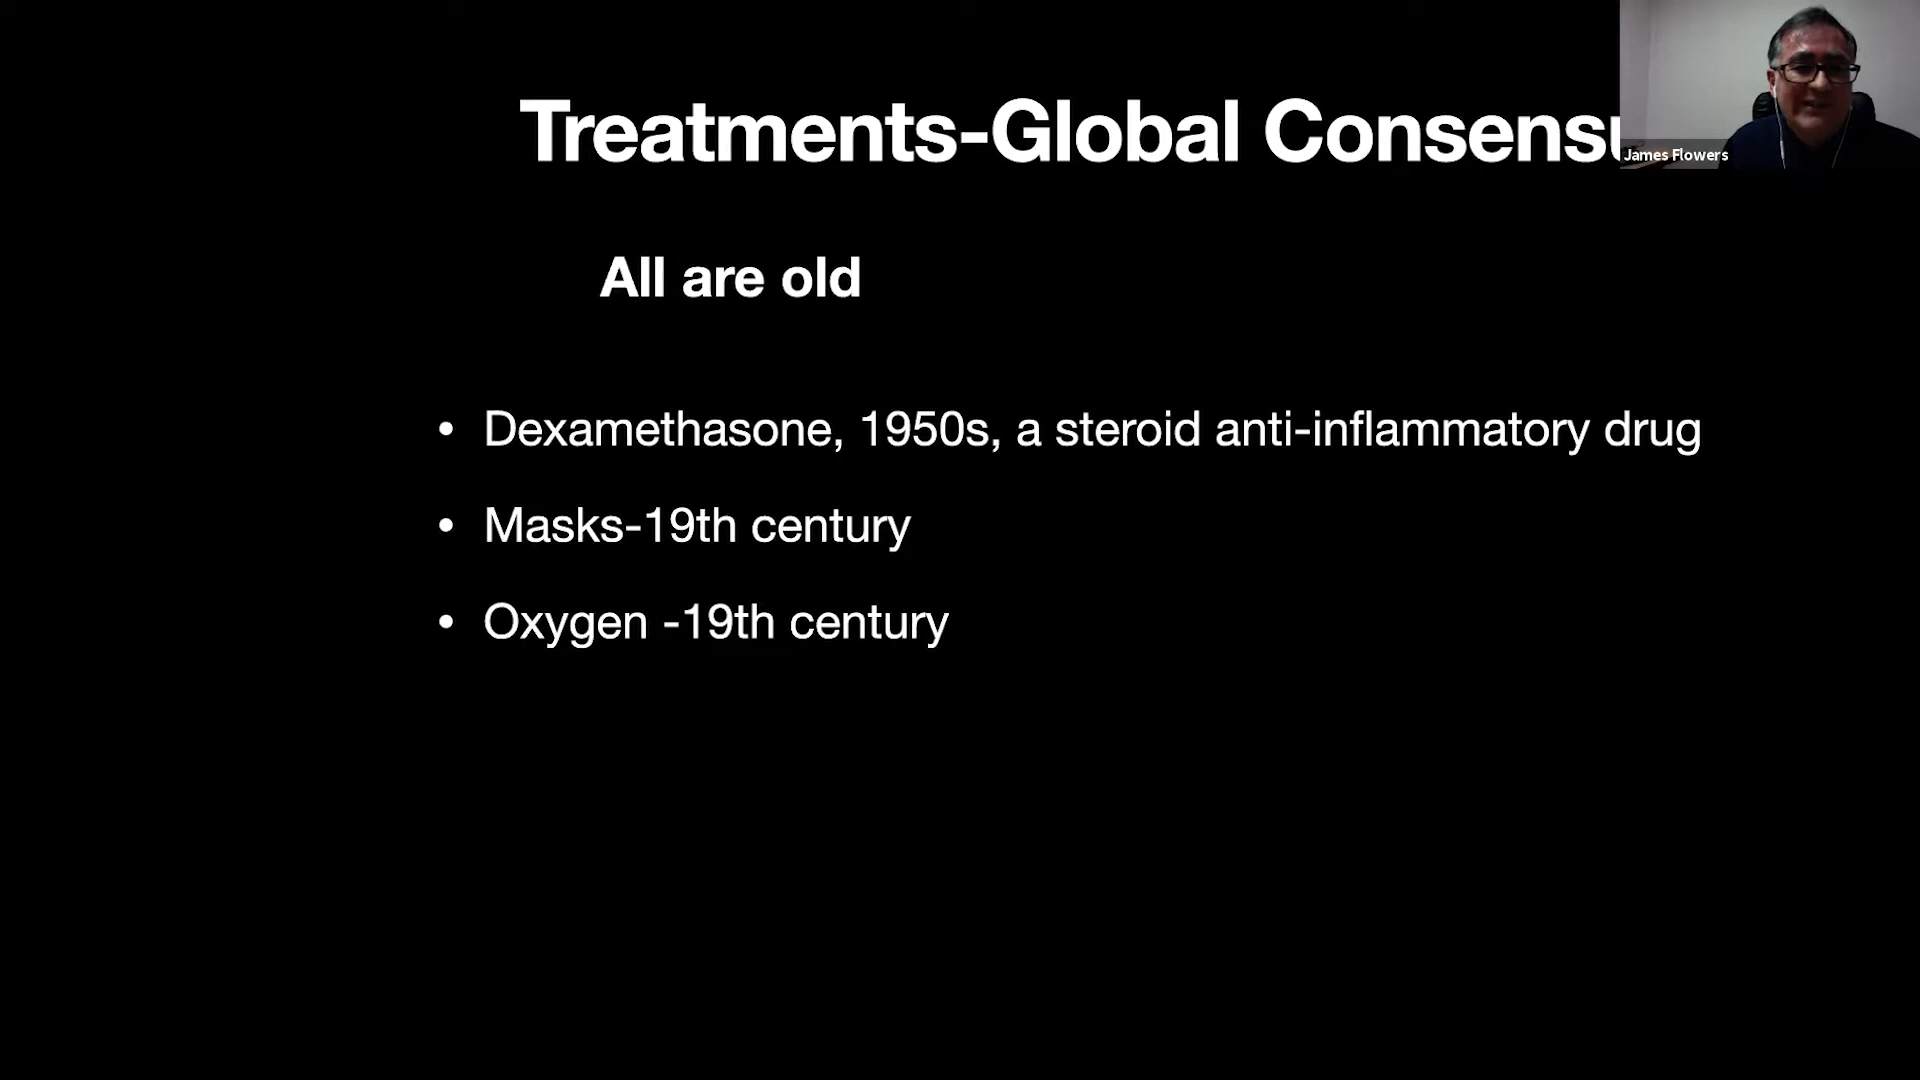 Treatments-Global Consens
James Flowers
All are old
• Dexamethasone, 1950s, a steroid anti-inflammatory drug
• Masks-19th century
• Oxygen -19th century